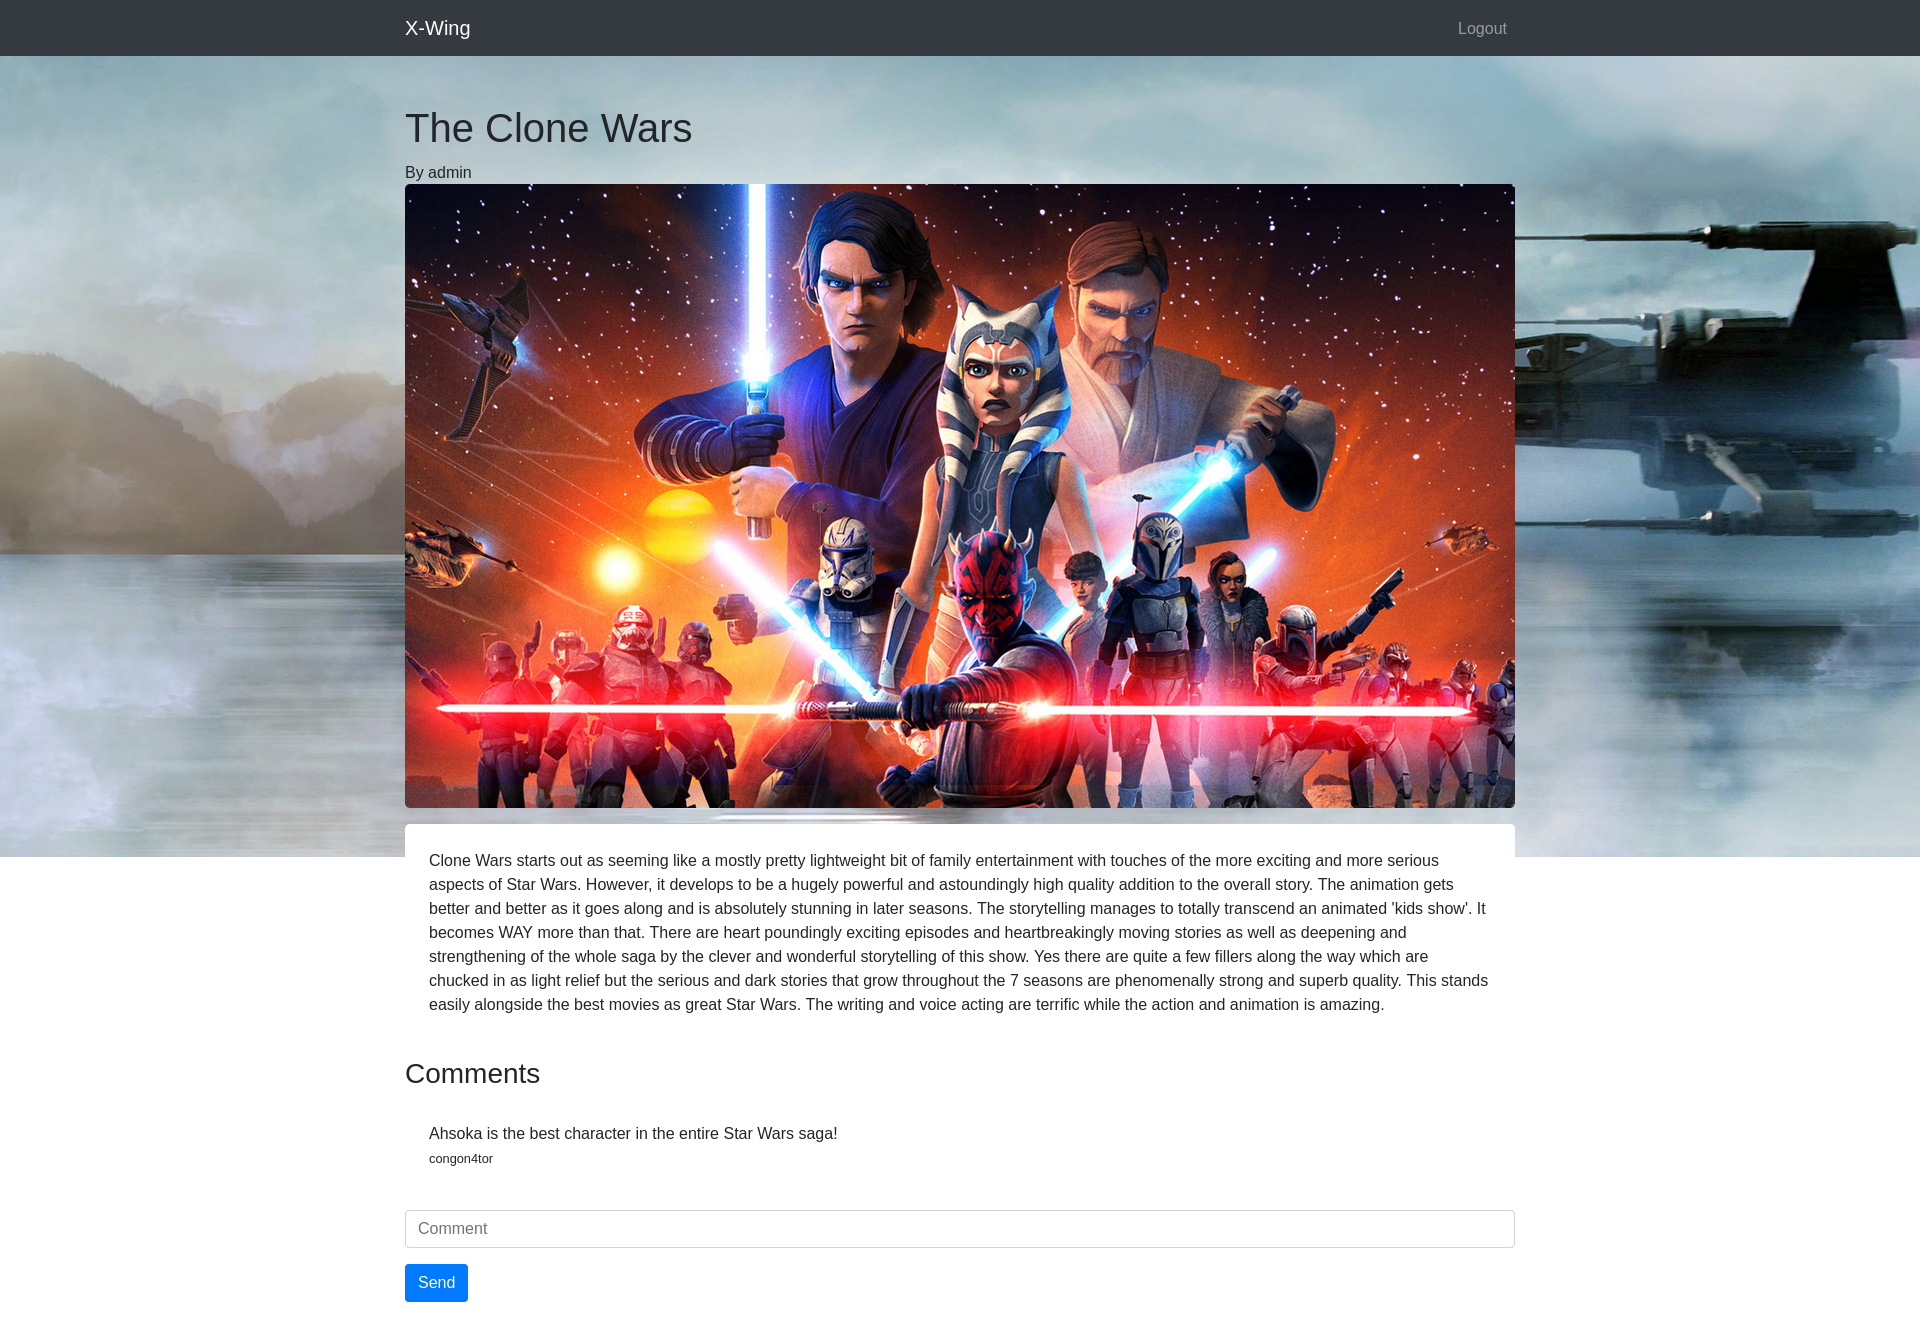 X-Wing
Logout
The Clone Wars
By admin
Clone Wars starts out as seeming like a mostly pretty lightweight bit of family entertainment with touches of the more exciting and more serious
aspects of Star Wars. However, it develops to be a hugely powerful and astoundingly high quality addition to the overall story. The animation gets
better and better as it goes along and is absolutely stunning in later seasons. The storytelling manages to totally transcend an animated 'kids show'. It
becomes WAY more than that. There are heart poundingly exciting episodes and heartbreakingly moving stories as well as deepening and
strengthening of the whole saga by the clever and wonderful storytelling of this show. Yes there are quite a few fillers along the way which are
chucked in as light relief but the serious and dark stories that grow throughout the 7 seasons are phenomenally strong and superb quality. This stands
easily alongside the best movies as great Star Wars. The writing and voice acting are terrific while the action and animation is amazing.
Comments
Ahsoka is the best character in the entire Star Wars saga!
congon4tor
Comment
Send